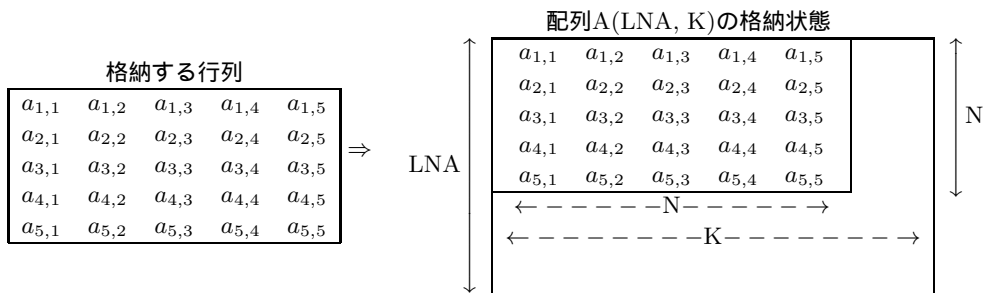 格納する行列
a1,1 a1,2 a1,3 a1,4 a1,5
a2,1 a2,2 a2,3 a2,4 a2,5
a3,1 a3,2 a3,3 a3,4 a3,5
a4,1 a4,2 a4,3 a4,4 a4,5
a5,1 a5,2 a5,3 a5,4 a5,5
⇒
配列A(LNA, K)の格納状態
LNA
a1,1 a1,2 a1,3 a1,4 a1,5
a2,1 a2,2 a2,3 a2,4 a2,5
a3,1 a3,2 a3,3 a3,4 a3,5
a4,1 a4,2 a4,3 a4,4 a4,5
a5,1 a5,2 a5,3 a5,4 a5,5
N
N
K